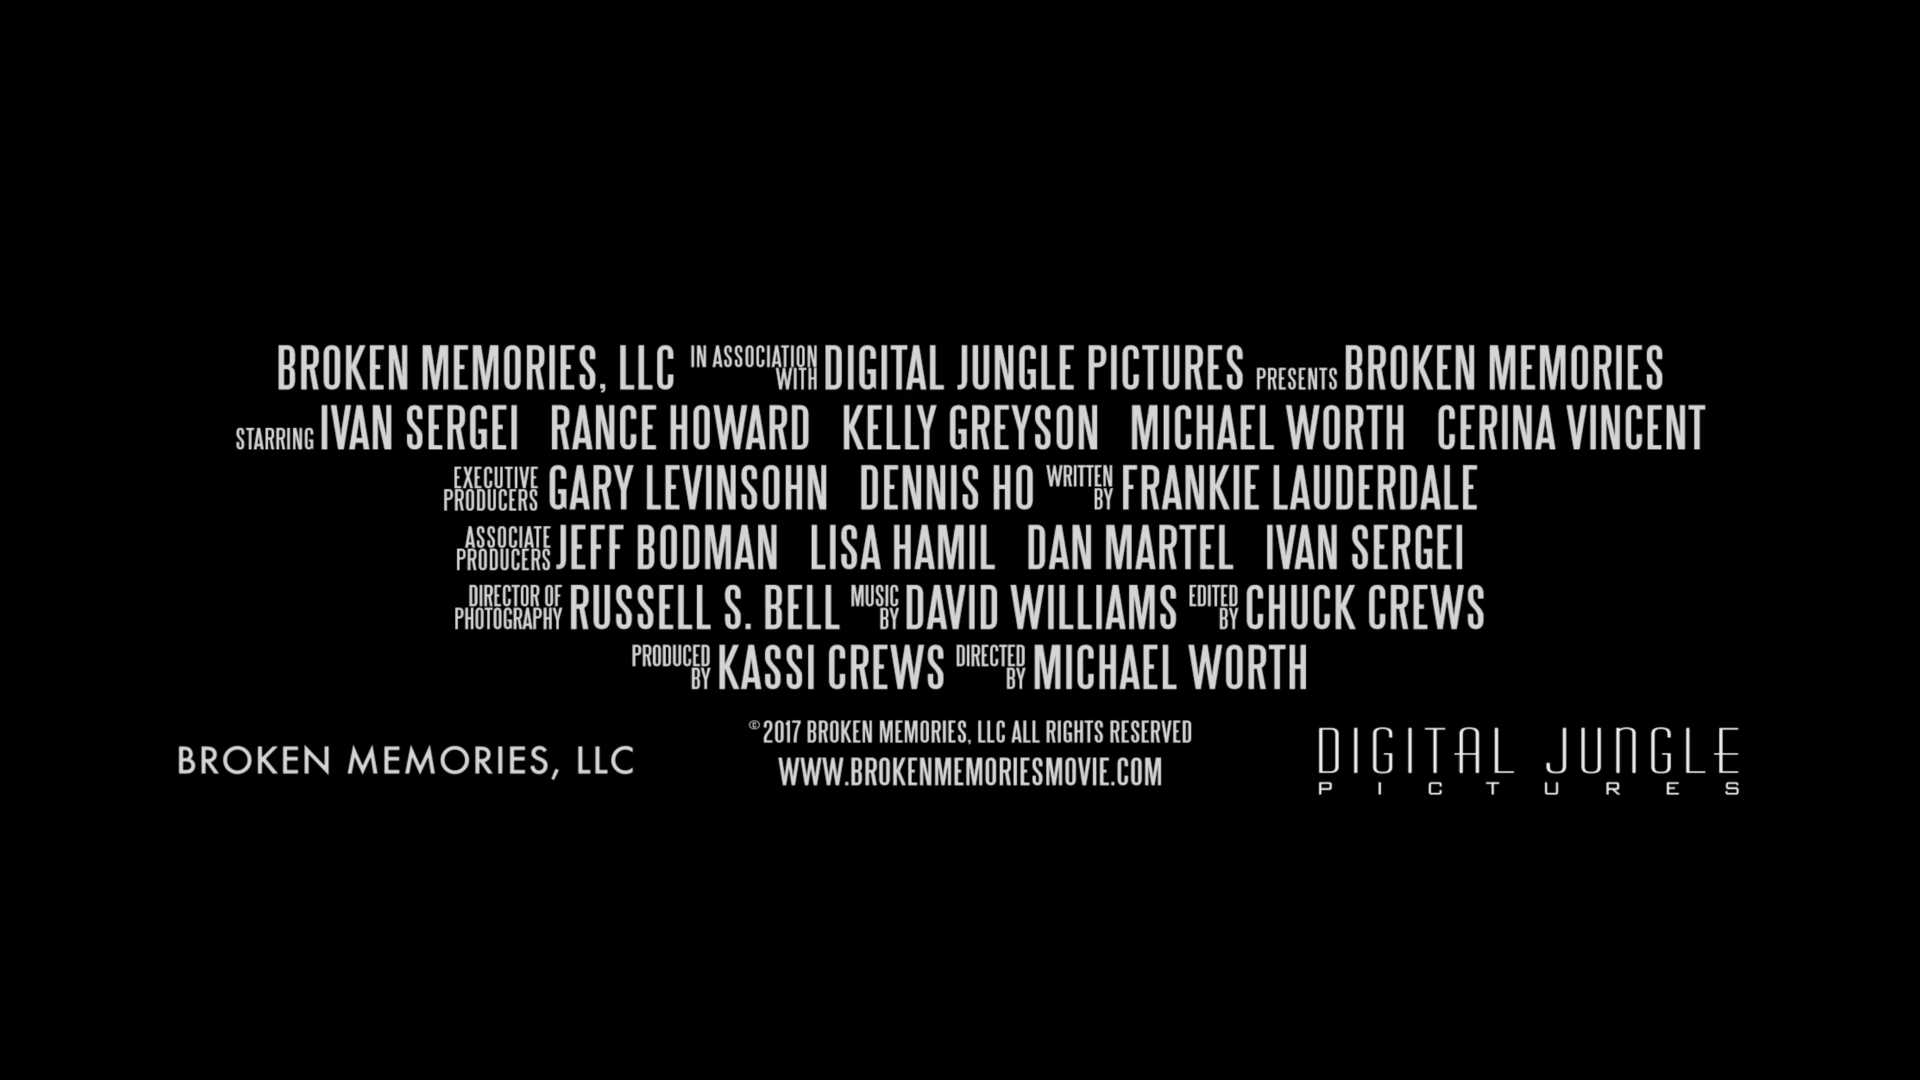 BROKEN MEMORIES, LLC IN ASSOCIATION WITH DIGITAL JUNGLE PICTURES PRESENTS BROKEN MEMORIES
STARRING IVAN SERGEI RANCE HOWARD KELLY GREYSON MICHAEL WORTH CERINA VINCENT
EXECUTIVE PRODUCERS GARY LEVINSOHN DENNIS HO WRITTEN BY FRANKIE LAUDERDALE
ASSOCIATE PRODUCERS JEFF BODMAN LISA HAMIL DAN MARTEL IVAN SERGEI
DIRECTOR OF PHOTOGRAPHY RUSSELL S. BELL MUSIC BY DAVID WILLIAMS EDITED BY CHUCK CREWS
PRODUCED BY KASSI CREWS DIRECTED BY MICHAEL WORTH
BROKEN MEMORIES, LLC
© 2017 BROKEN MEMORIES, LLC ALL RIGHTS RESERVED
WWW.BROKENMEMORIESMOVIE.COM
DIGITAL JUNGLE
PICTURES